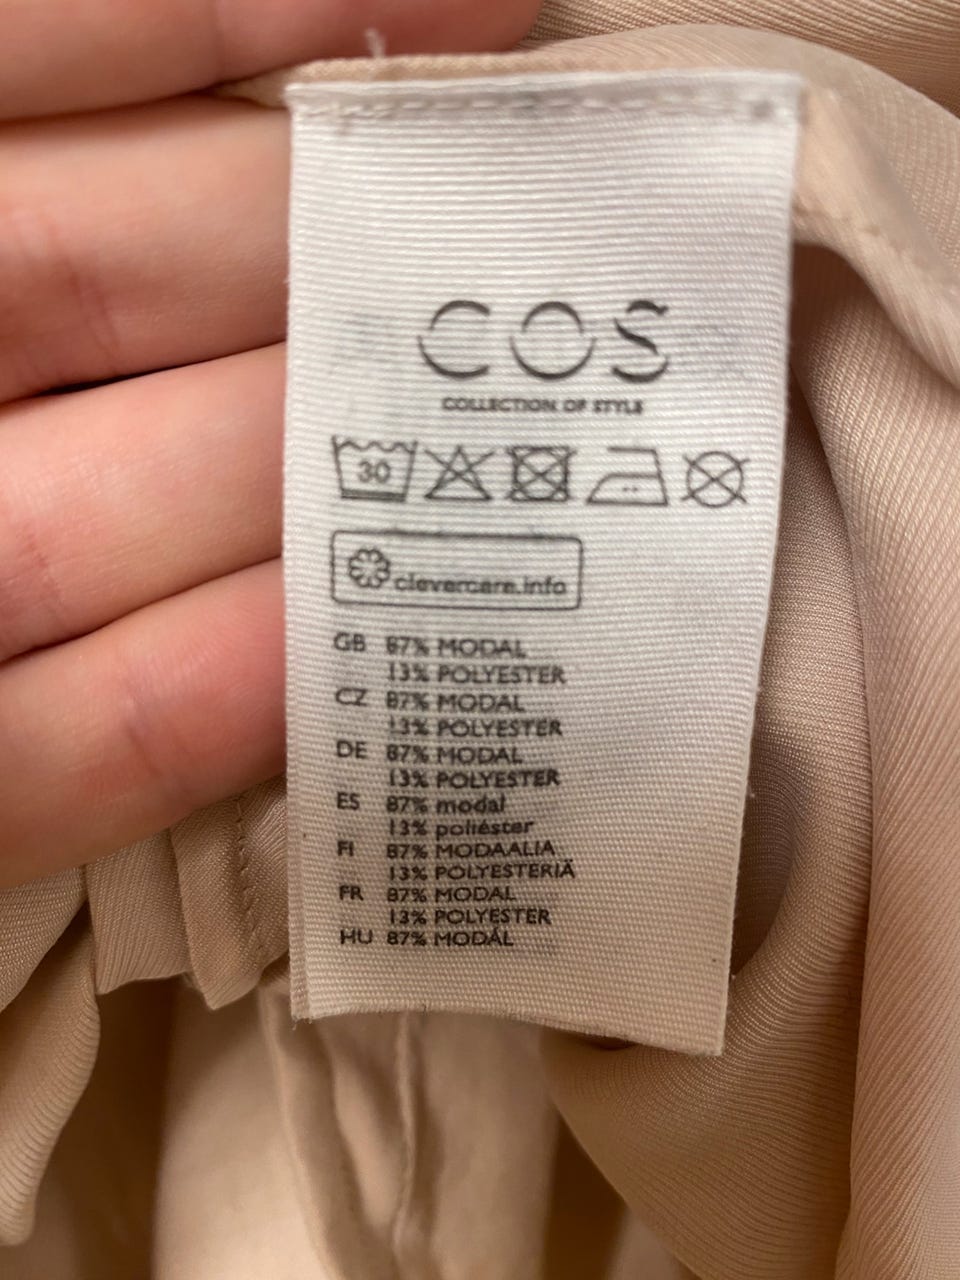 COS
COLLECTION OF STYLE
30
clevercare.info
GB 87% MODAL
13% POLYESTER
CZ 87% MODAL
13% POLYESTER
DE 87% MODAL
13% POLYESTER
ES 87% modal
13% poliéster
FI 87% MODAALIA
13% POLYESTERIÄ
FR 87% MODAL
13% POLYESTER
HU 87% MODÁL